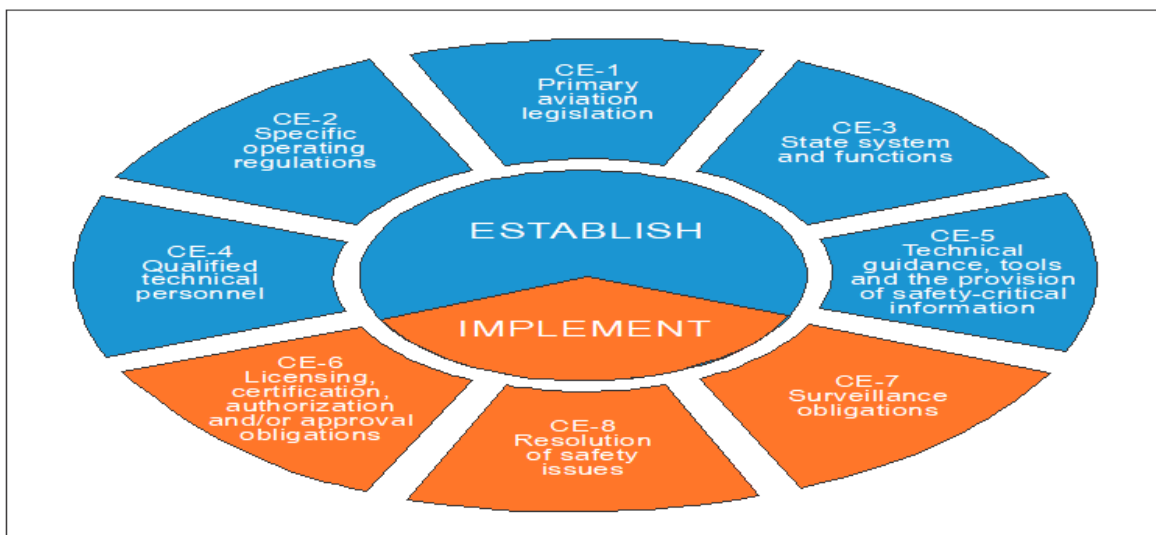 CE-1
Primary
aviation
legislation
CE-2
Specific
operating
regulations
CE-3
State system
and functions
CE-4
Qualified
technical
personnel
ESTABLISH
CE-5
Technical
guidance, tools
and the provision
of safety-critical
information
IMPLEMENT
CE-6
Licensing,
certification,
authorization
and/or approval
obligations
CE-7
Surveillance
obligations
CE-8
Resolution
of safety
issues